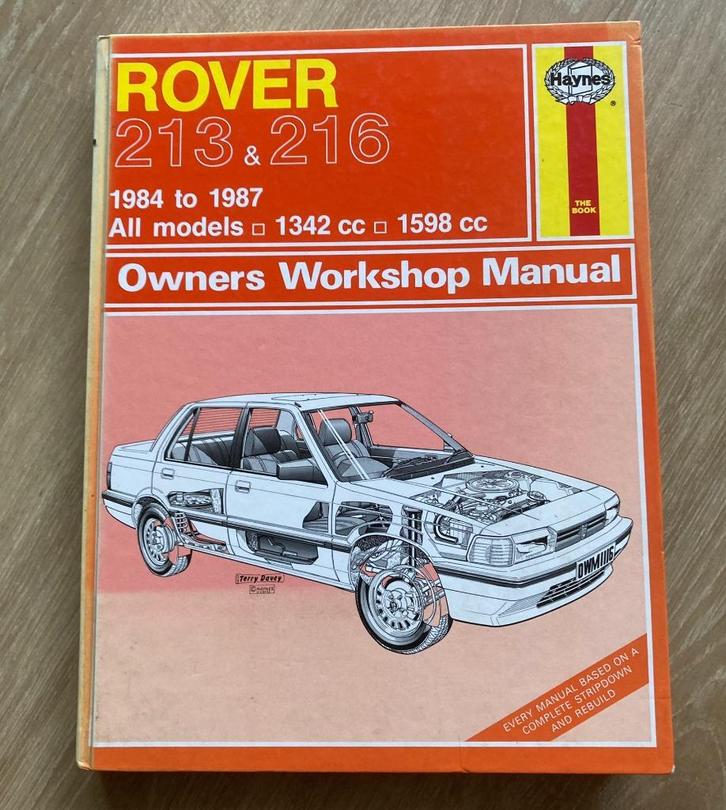 ROVER
213 & 216
1984 to 1987
All models □ 1342 cc □ 1598 cc
Haynes
®
THE
BOOK
Owners Workshop Manual
Terry Davey
EVERY MANUAL BASED ON A
COMPLETE STRIPDOWN
AND REBUILD